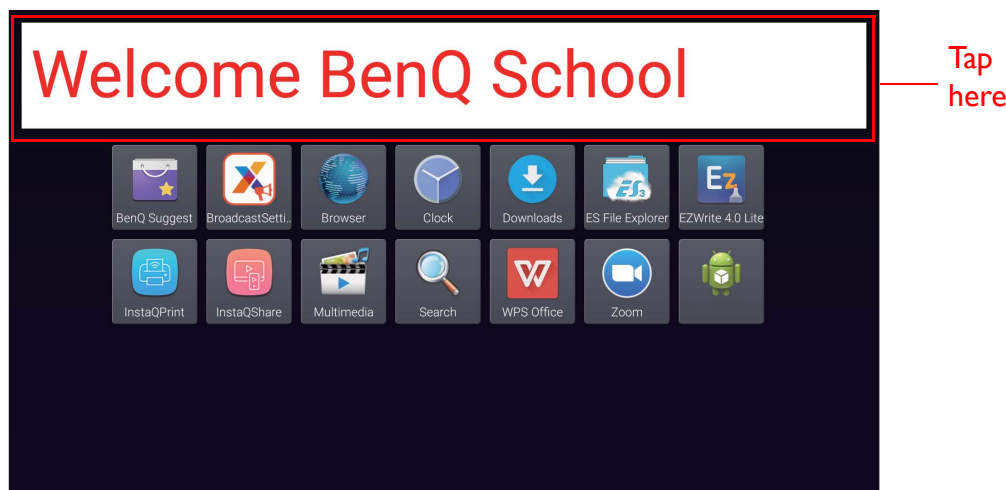 Welcome BenQ School
Tap
here
BenQ Suggest BroadcastSetti.. Browser Clock Downloads ES File Explorer EZWrite 4.0 Lite
InstaQPrint InstaQShare Multimedia Search WPS Office Zoom